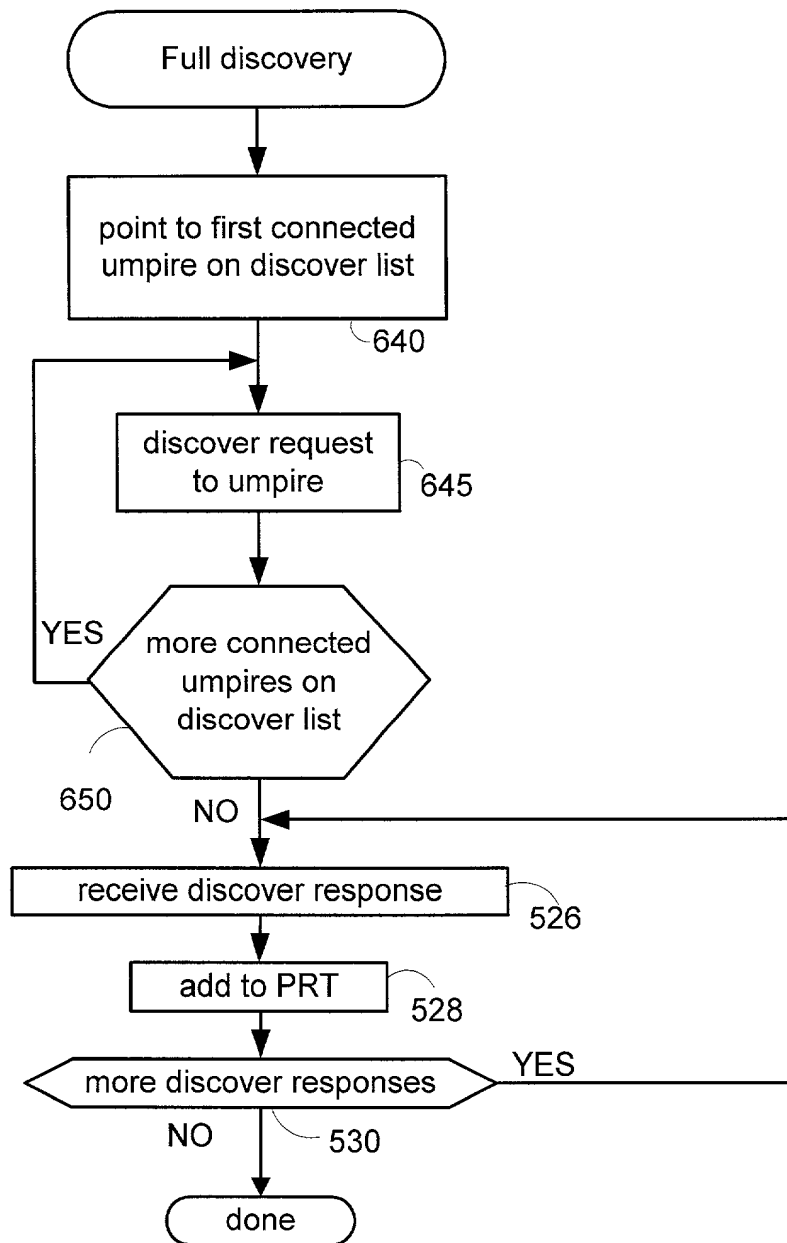 Full discovery
point to first connected
umpire on discover list
640
discover request
to umpire
645
YES
more connected
umpires on
discover list
650
NO
receive discover response
526
add to PRT
528
more discover responses
YES
530
NO
done